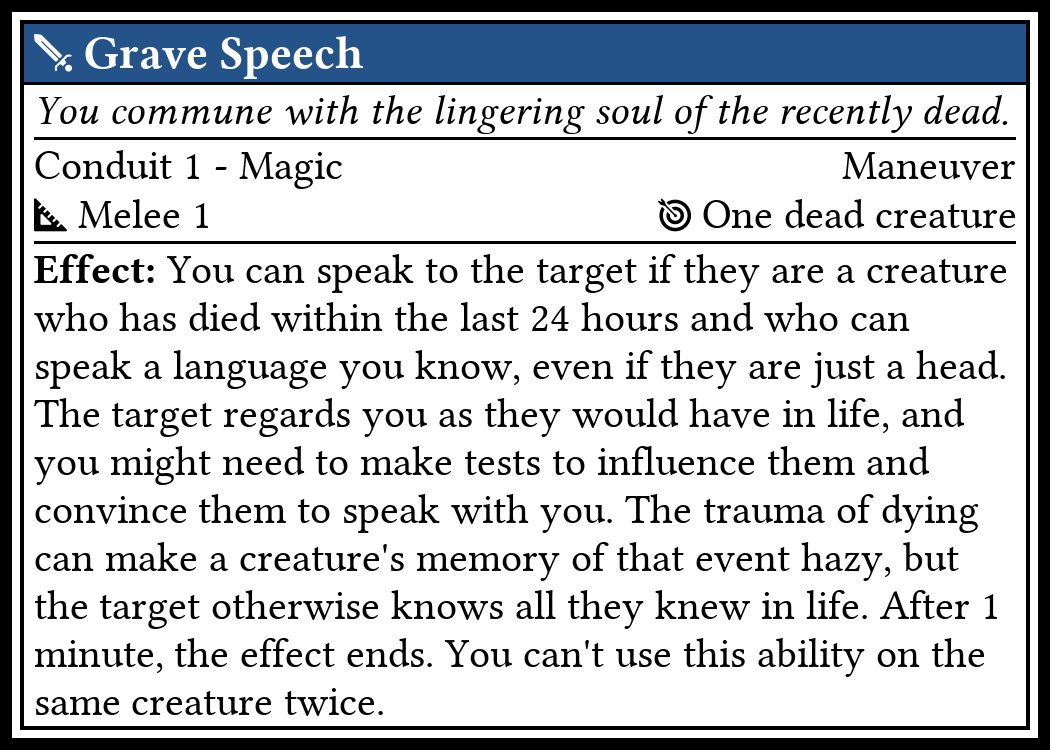 Grave Speech
You commune with the lingering soul of the recently dead.
Conduit 1 - Magic Maneuver
Melee 1 One dead creature
Effect: You can speak to the target if they are a creature
who has died within the last 24 hours and who can
speak a language you know, even if they are just a head.
The target regards you as they would have in life, and
you might need to make tests to influence them and
convince them to speak with you. The trauma of dying
can make a creature's memory of that event hazy, but
the target otherwise knows all they knew in life. After 1
minute, the effect ends. You can't use this ability on the
same creature twice.